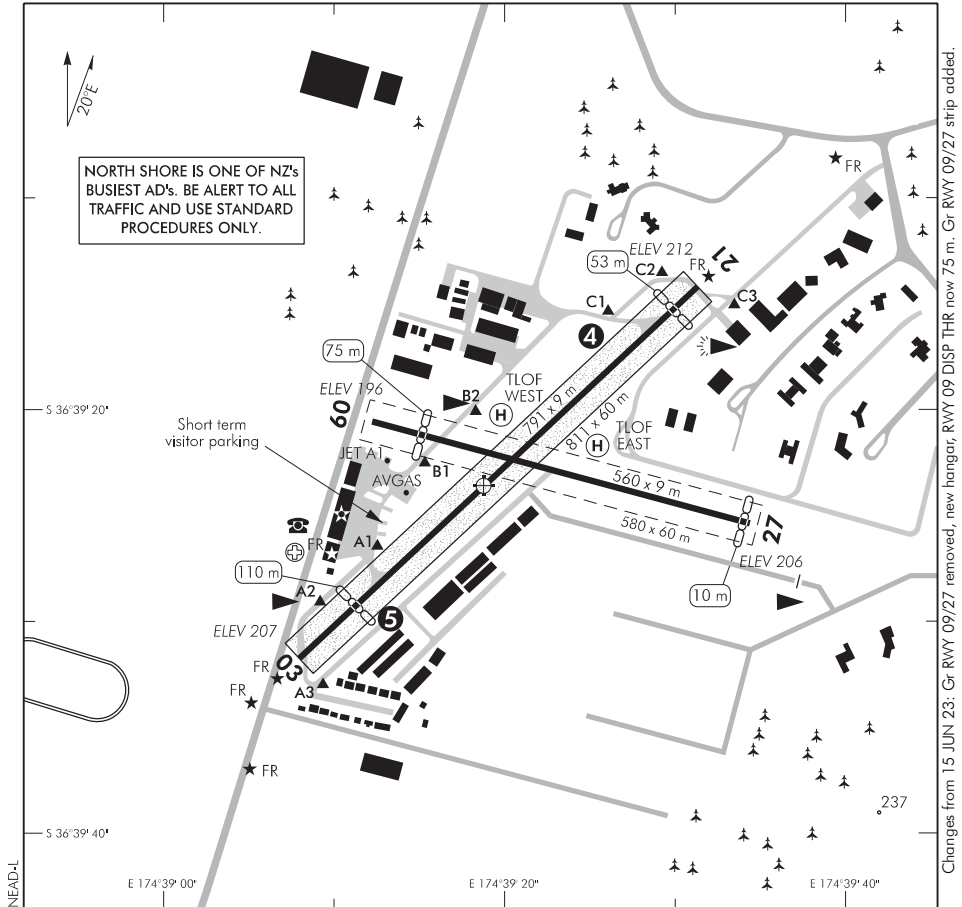 20°E
NORTH SHORE IS ONE OF NZ's
BUSIEST AD's. BE ALERT TO ALL
TRAFFIC AND USE STANDARD
PROCEDURES ONLY.
FR
ELEV 212
53 m
C2
FR
21
C1
C3
4
75 m
ELEV 196
TLOF
WEST
B2
H
791 x 9 m
811 x 60 m
S 36°39' 20"
09
Short term
visitor parking
H
TLOF
EAST
JET A1
B1
AVGAS
560 x 9 m
580 x 60 m
27
FR
A1
ELEV 206
110 m
A2
10 m
5
ELEV 207
03
FR
A3
FR
FR
237
S 36°39' 40"
E 174°39' 00"
E 174°39' 20"
E 174°39' 40"
NEAD-L
Changes from 15 JUN 23: Gr RWY 09/27 removed, new hangar, RWY 09 DISP THR now 75 m. Gr RWY 09/27 strip added.